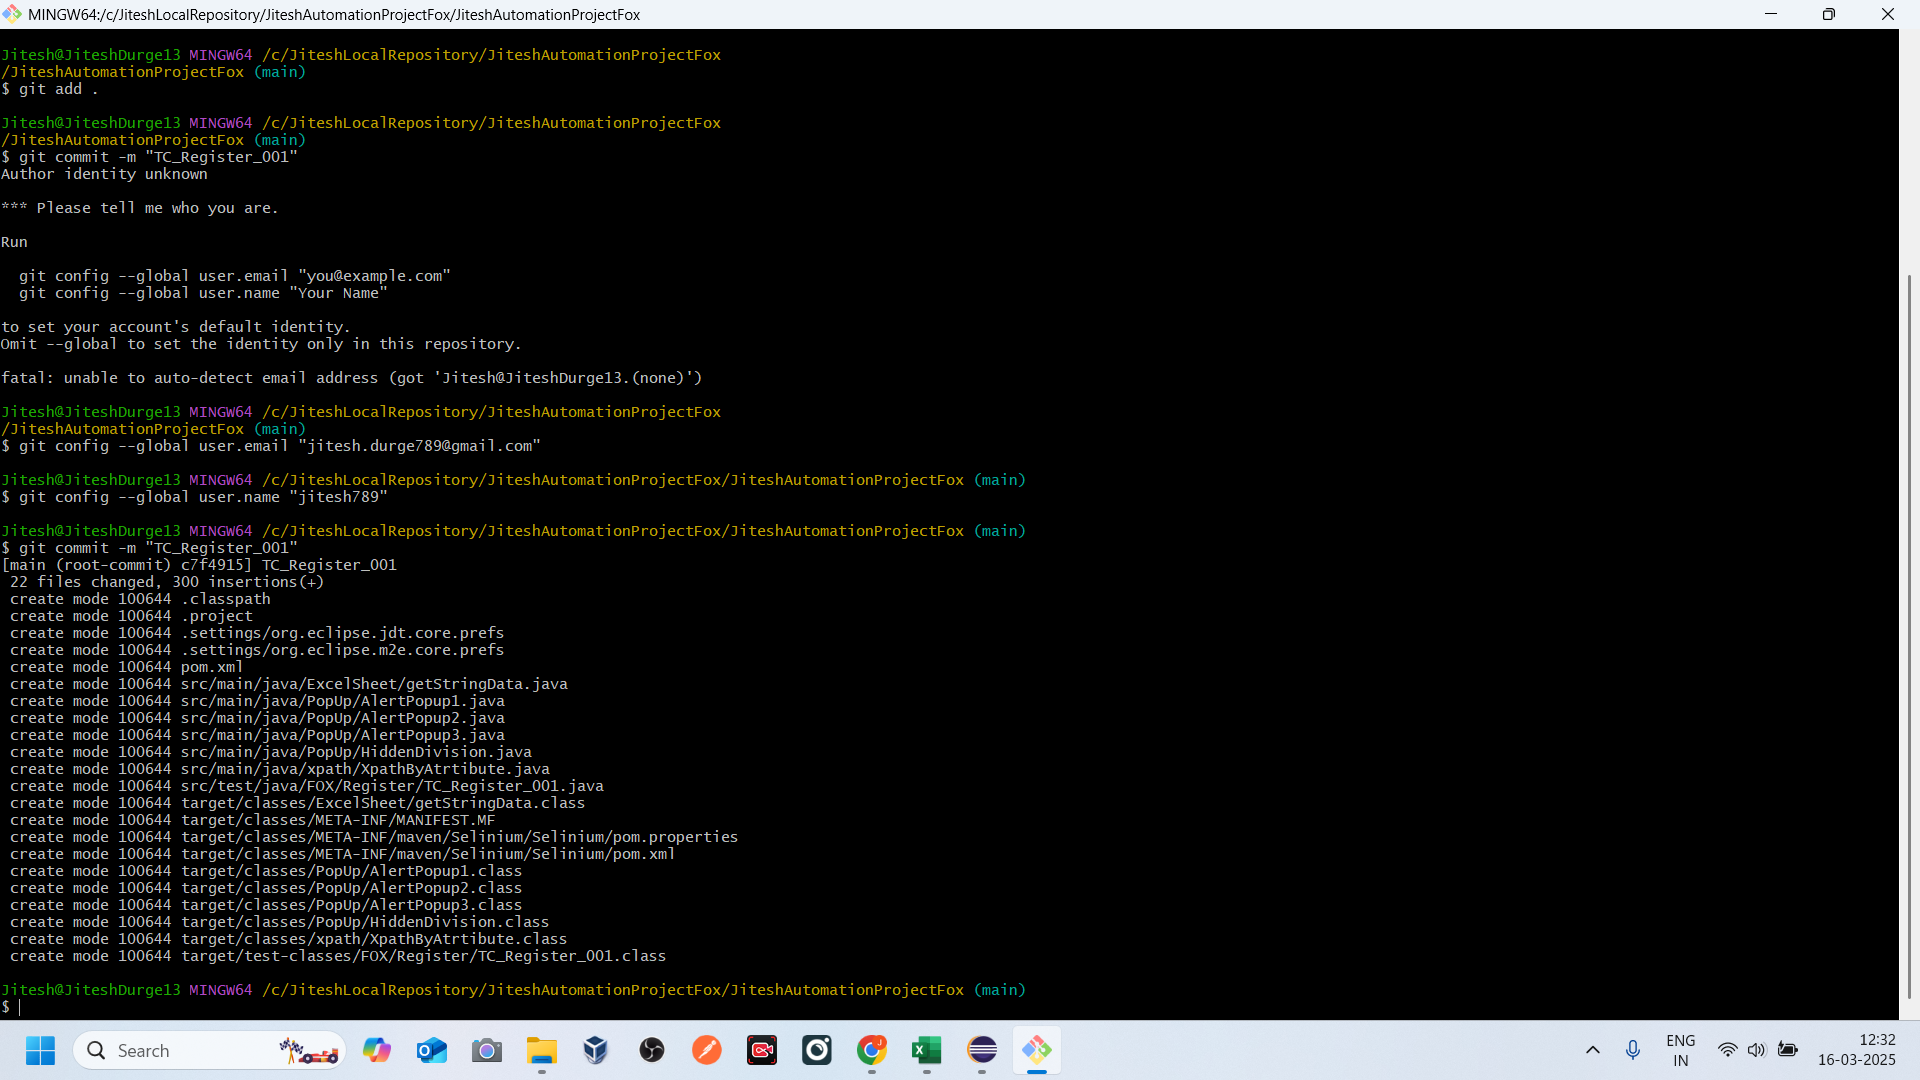 MINGW64:/c/JiteshLocalRepository/JiteshAutomationProjectFox/JiteshAutomationProjectFox
Jitesh@JiteshDurge13 MINGW64 /c/JiteshLocalRepository/JiteshAutomationProjectFox
/JiteshAutomationProjectFox (main)
$ git add .
Jitesh@JiteshDurge13 MINGW64 /c/JiteshLocalRepository/JiteshAutomationProjectFox
/JiteshAutomationProjectFox (main)
$ git commit -m "TC_Register_001"
Author identity unknown
*** Please tell me who you are.
Run
  git config --global user.email "you@example.com"
  git config --global user.name "Your Name"
to set your account's default identity.
Omit --global to set the identity only in this repository.
fatal: unable to auto-detect email address (got 'Jitesh@JiteshDurge13.(none)')
Jitesh@JiteshDurge13 MINGW64 /c/JiteshLocalRepository/JiteshAutomationProjectFox
/JiteshAutomationProjectFox (main)
$ git config --global user.email "jitesh.durge789@gmail.com"
Jitesh@JiteshDurge13 MINGW64 /c/JiteshLocalRepository/JiteshAutomationProjectFox/JiteshAutomationProjectFox (main)
$ git config --global user.name "jitesh789"
Jitesh@JiteshDurge13 MINGW64 /c/JiteshLocalRepository/JiteshAutomationProjectFox/JiteshAutomationProjectFox (main)
$ git commit -m "TC_Register_001"
[main (root-commit) c7f4915] TC_Register_001
 22 files changed, 300 insertions(+)
 create mode 100644 .classpath
 create mode 100644 .project
 create mode 100644 .settings/org.eclipse.jdt.core.prefs
 create mode 100644 .settings/org.eclipse.m2e.core.prefs
 create mode 100644 pom.xml
 create mode 100644 src/main/java/ExcelSheet/getStringData.java
 create mode 100644 src/main/java/PopUp/AlertPopup1.java
 create mode 100644 src/main/java/PopUp/AlertPopup2.java
 create mode 100644 src/main/java/PopUp/AlertPopup3.java
 create mode 100644 src/main/java/PopUp/HiddenDivision.java
 create mode 100644 src/main/java/xpath/XpathByAtrtibute.java
 create mode 100644 src/test/java/FOX/Register/TC_Register_001.java
 create mode 100644 target/classes/ExcelSheet/getStringData.class
 create mode 100644 target/classes/META-INF/MANIFEST.MF
 create mode 100644 target/classes/META-INF/maven/Selinium/Selinium/pom.properties
 create mode 100644 target/classes/META-INF/maven/Selinium/Selinium/pom.xml
 create mode 100644 target/classes/PopUp/AlertPopup1.class
 create mode 100644 target/classes/PopUp/AlertPopup2.class
 create mode 100644 target/classes/PopUp/AlertPopup3.class
 create mode 100644 target/classes/PopUp/HiddenDivision.class
 create mode 100644 target/classes/xpath/XpathByAtrtibute.class
 create mode 100644 target/test-classes/FOX/Register/TC_Register_001.class
Jitesh@JiteshDurge13 MINGW64 /c/JiteshLocalRepository/JiteshAutomationProjectFox/JiteshAutomationProjectFox (main)
$
Search
ENG
IN
12:32
16-03-2025